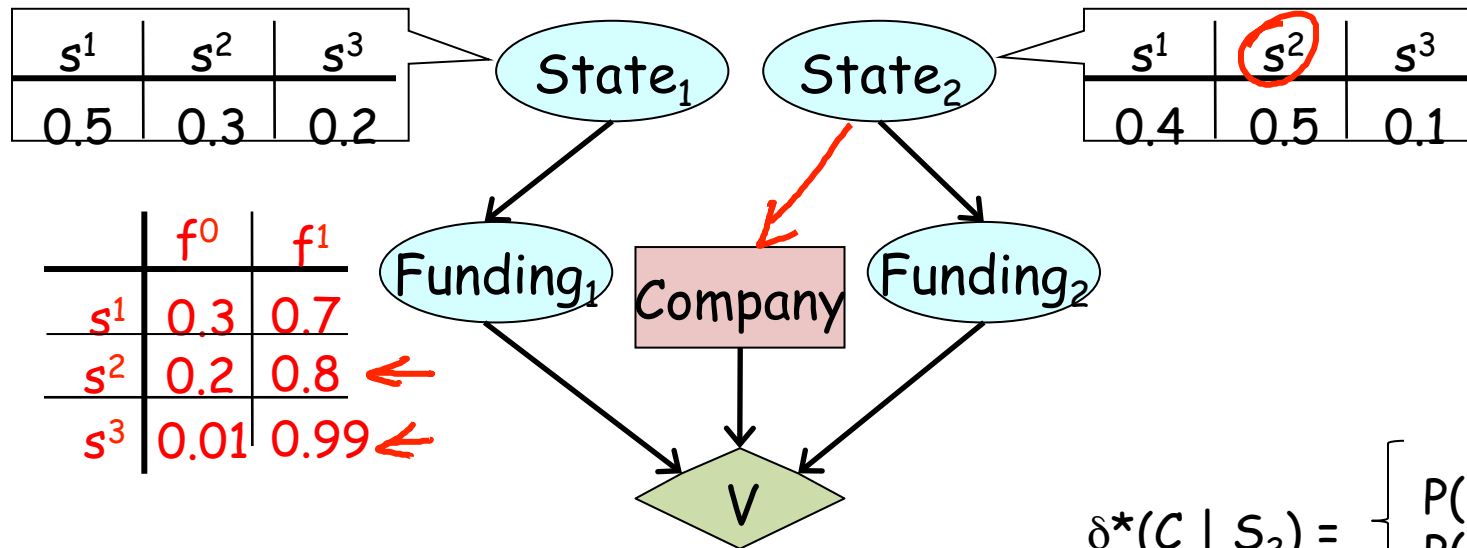 s¹ s² s³
0.5 0.3 0.2
State₁
State₂
s¹ s² s³
0.4 0.5 0.1
f⁰ f¹
s¹ 0.3 0.7
s² 0.2 0.8
s³ 0.01 0.99
Funding₁
Company
Funding₂
V
δ*(C | S₂) =
P(